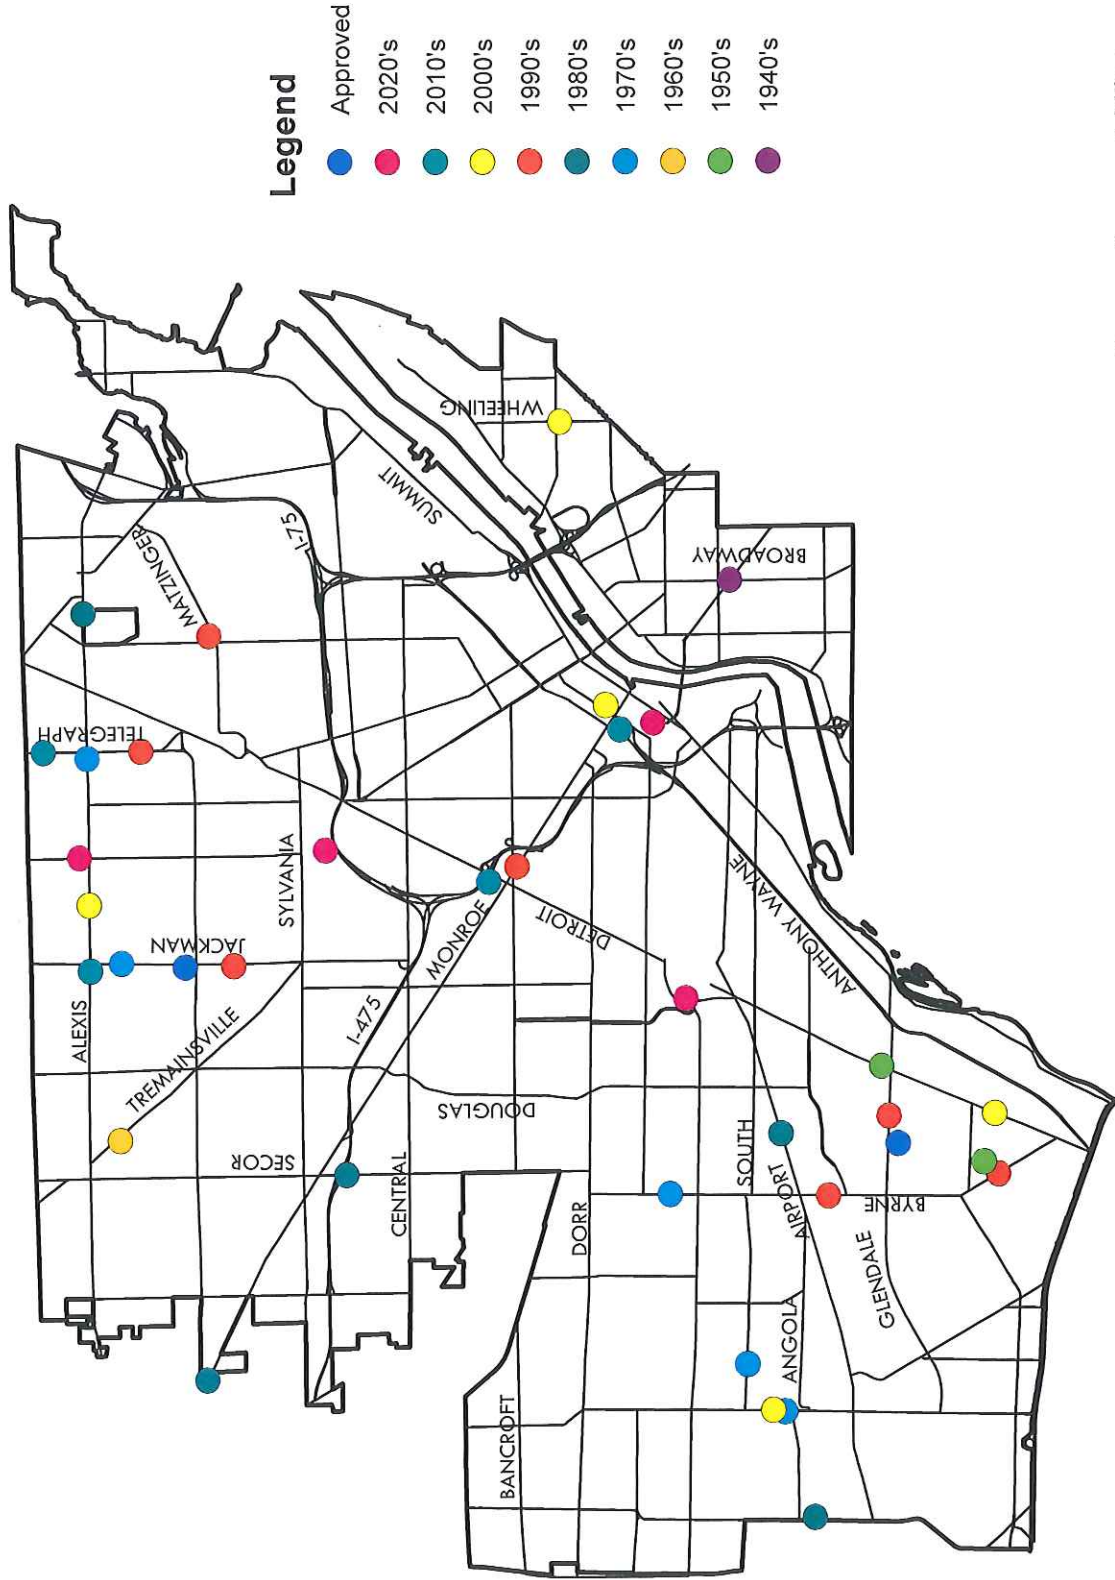 Legend
Approved
2020's
2010's
2000's
1990's
1980's
1970's
1960's
1950's
1940's
TELEGRAPH
MATZINGER
I-75
SUMMIT
WHEELING
BROADWAY
ALEXIS
JACKMAN
SYLVANIA
TREMAINSVILLE
MONROE
DETROIT
I-475
SECOR
DOUGLAS
CENTRAL
ANTHONY WAYNE
DORR
SOUTH
AIRPORT
BYRNE
GLENDALE
ANGOLA
BANCROFT